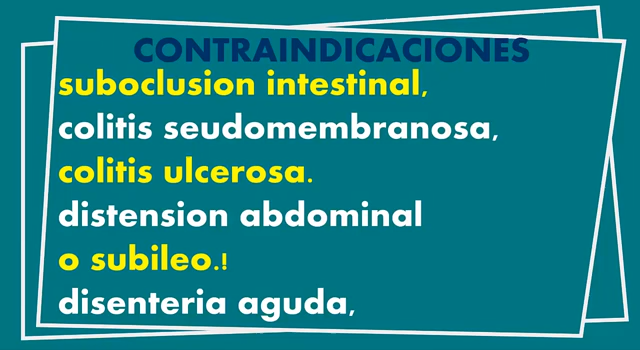 CONTRAINDICACIONES
suboclusion intestinal,
colitis seudomembranosa,
colitis ulcerosa.
distension abdominal
o subileo.!
disenteria aguda,